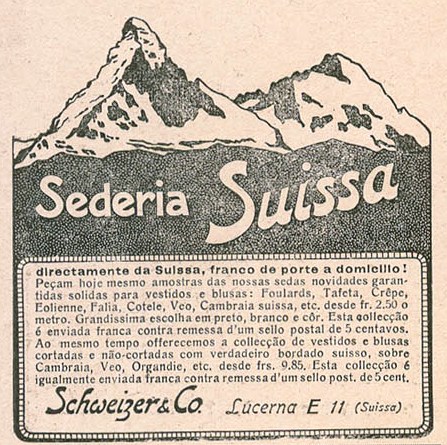 Sederia Suissa
directamente da Suissa, franco de porte a domicilio!
Peçam hoje mesmo amostras das nossas sedas novidades garan-
tidas solidas para vestidos e blusas: Foulards, Tafeta, Crêpe,
Eolienne, Falia, Cotele, Veo, Cambraia suissa, etc. desde fr. 2.50 o
metro. Grandissima escolha em preto, branco e côr. Esta collecção
6 enviada franca contra remessa d'um sello postal de 5 centavos.
Ao mesmo tempo offerecemos a collecção de vestidos e blusas
cortadas e não-cortadas com verdadeiro bordado suisso, sobre
Cambraia, Veo, Organdie, etc. desde frs. 9.85. Esta collecção 6
igualmente enviada franca contra remessa d'um sello post. de 5 cent.
Schweizer & Co. Lúcerna E 11 (Suissa)